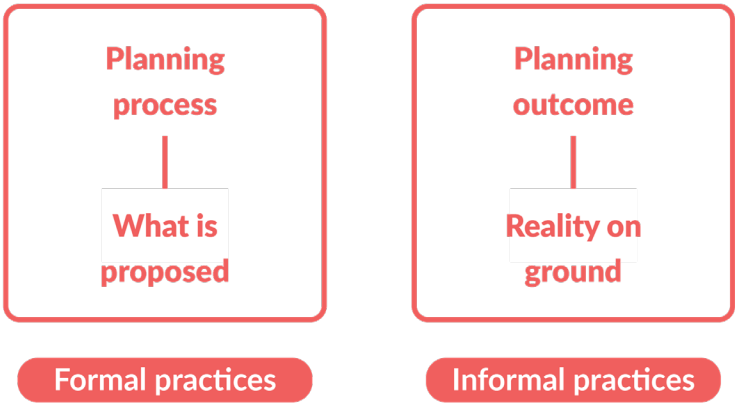 Planning
process
What is
proposed
Formal practices
Planning
outcome
Reality on
ground
Informal practices